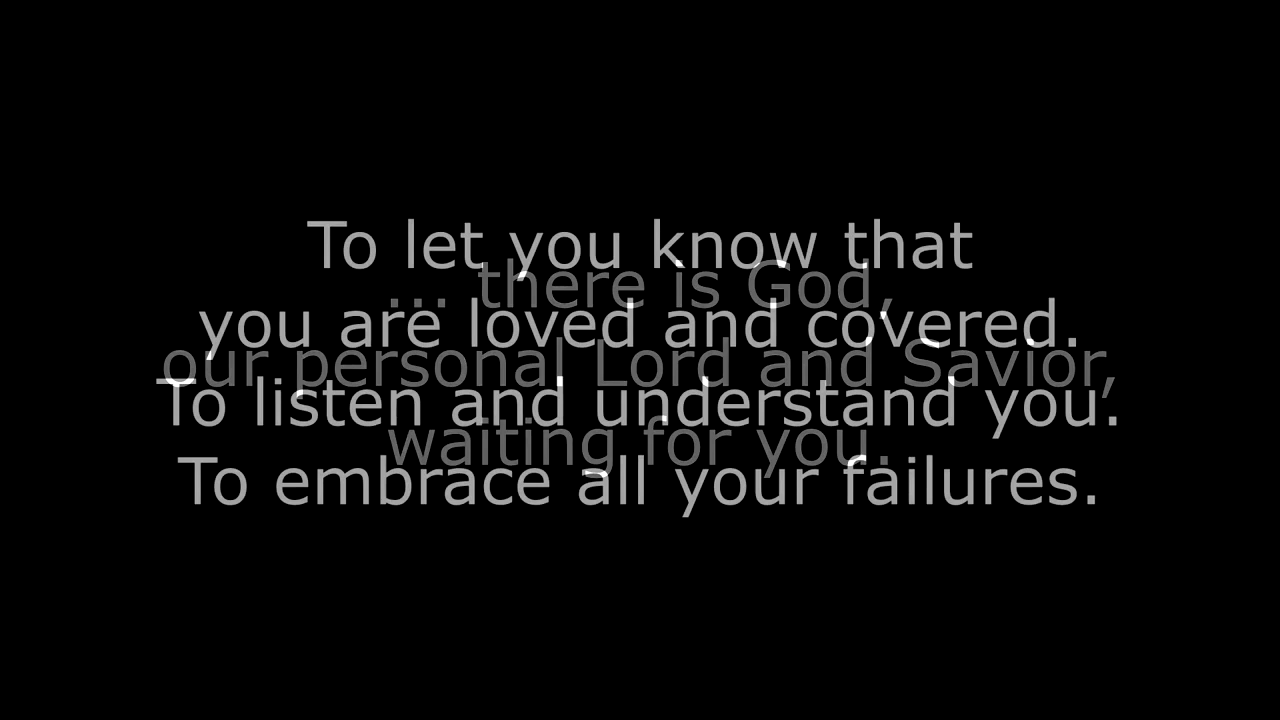 To let you know that
... there is God,
you are loved and covered.
our personal Lord and Savior,
To listen and understand you.
waiting for you.
To embrace all your failures.